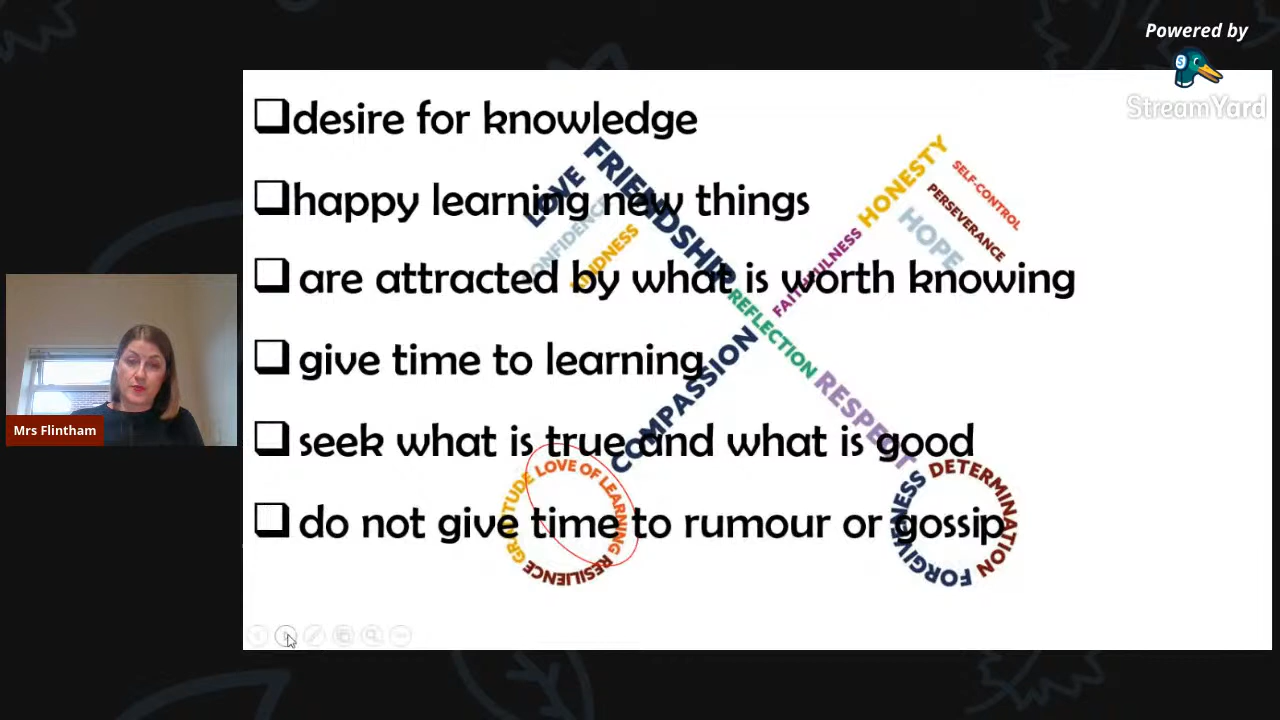 Powered by
StreamYard
desire for knowledge
happy learning new things
are attracted by what is worth knowing
give time to learning
seek what is true and what is good
do not give time to rumour or gossip
LOVE
FRIENDSHIP
KINDNESS
HONESTY
SELF-CONTROL
PERSEVERANCE
HOPE
FAITHFULNESS
REFLECTION
COMPASSION
RESPECT
GRATITUDE
LOVE OF LEARNING
RESILIENCE
DETERMINATION
FORGIVENESS
Mrs Flintham